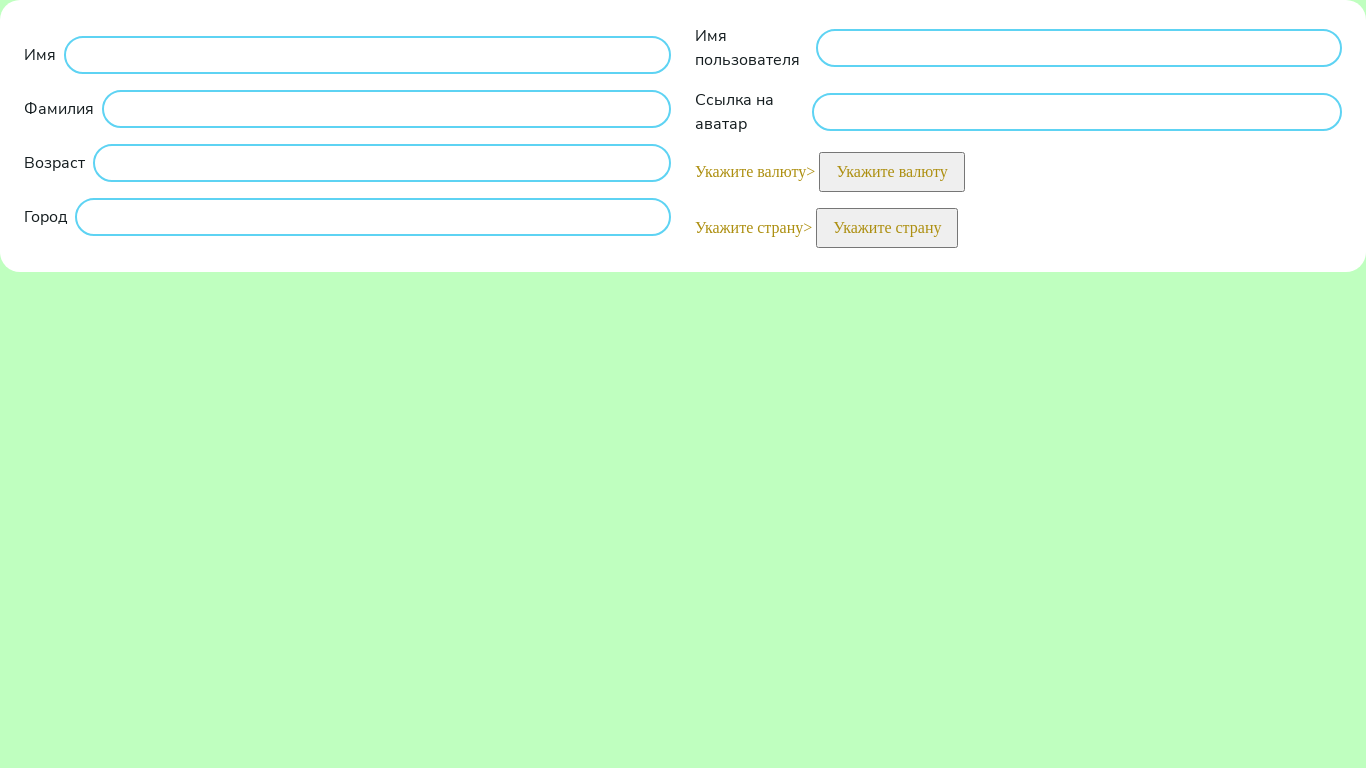 Имя
Фамилия
Возраст
Город
Имя
пользователя
Ссылка на
аватар
Укажите валюту> Укажите валюту
Укажите страну> Укажите страну